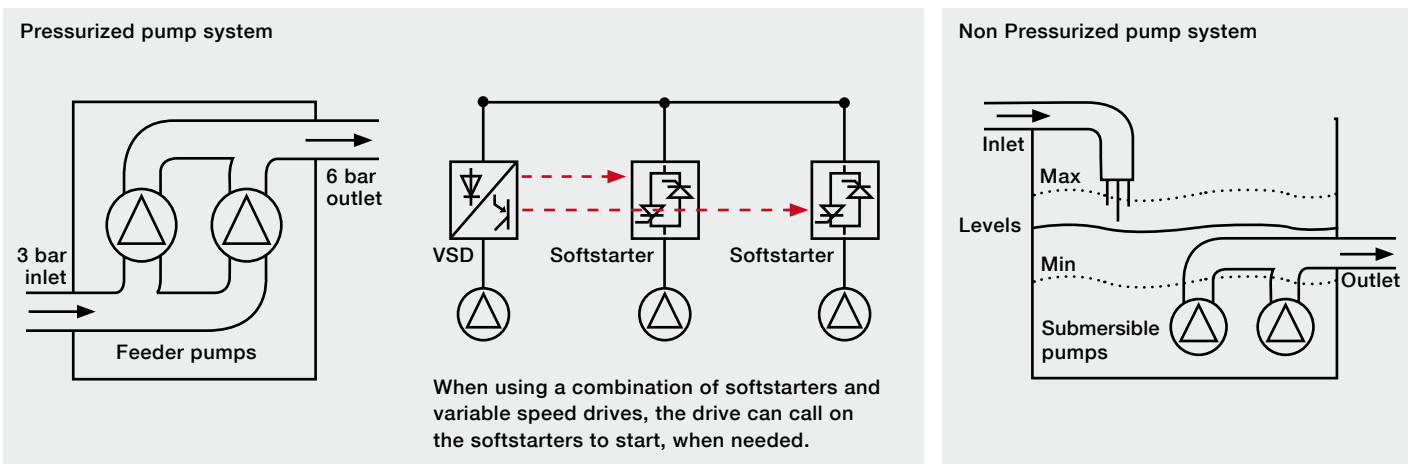 Pressurized pump system
6 bar
outlet
3 bar
inlet
Feeder pumps
VSD
Softstarter
Softstarter
When using a combination of softstarters and
variable speed drives, the drive can call on
the softstarters to start, when needed.
Non Pressurized pump system
Inlet
Max
Levels
Min
Outlet
Submersible
pumps